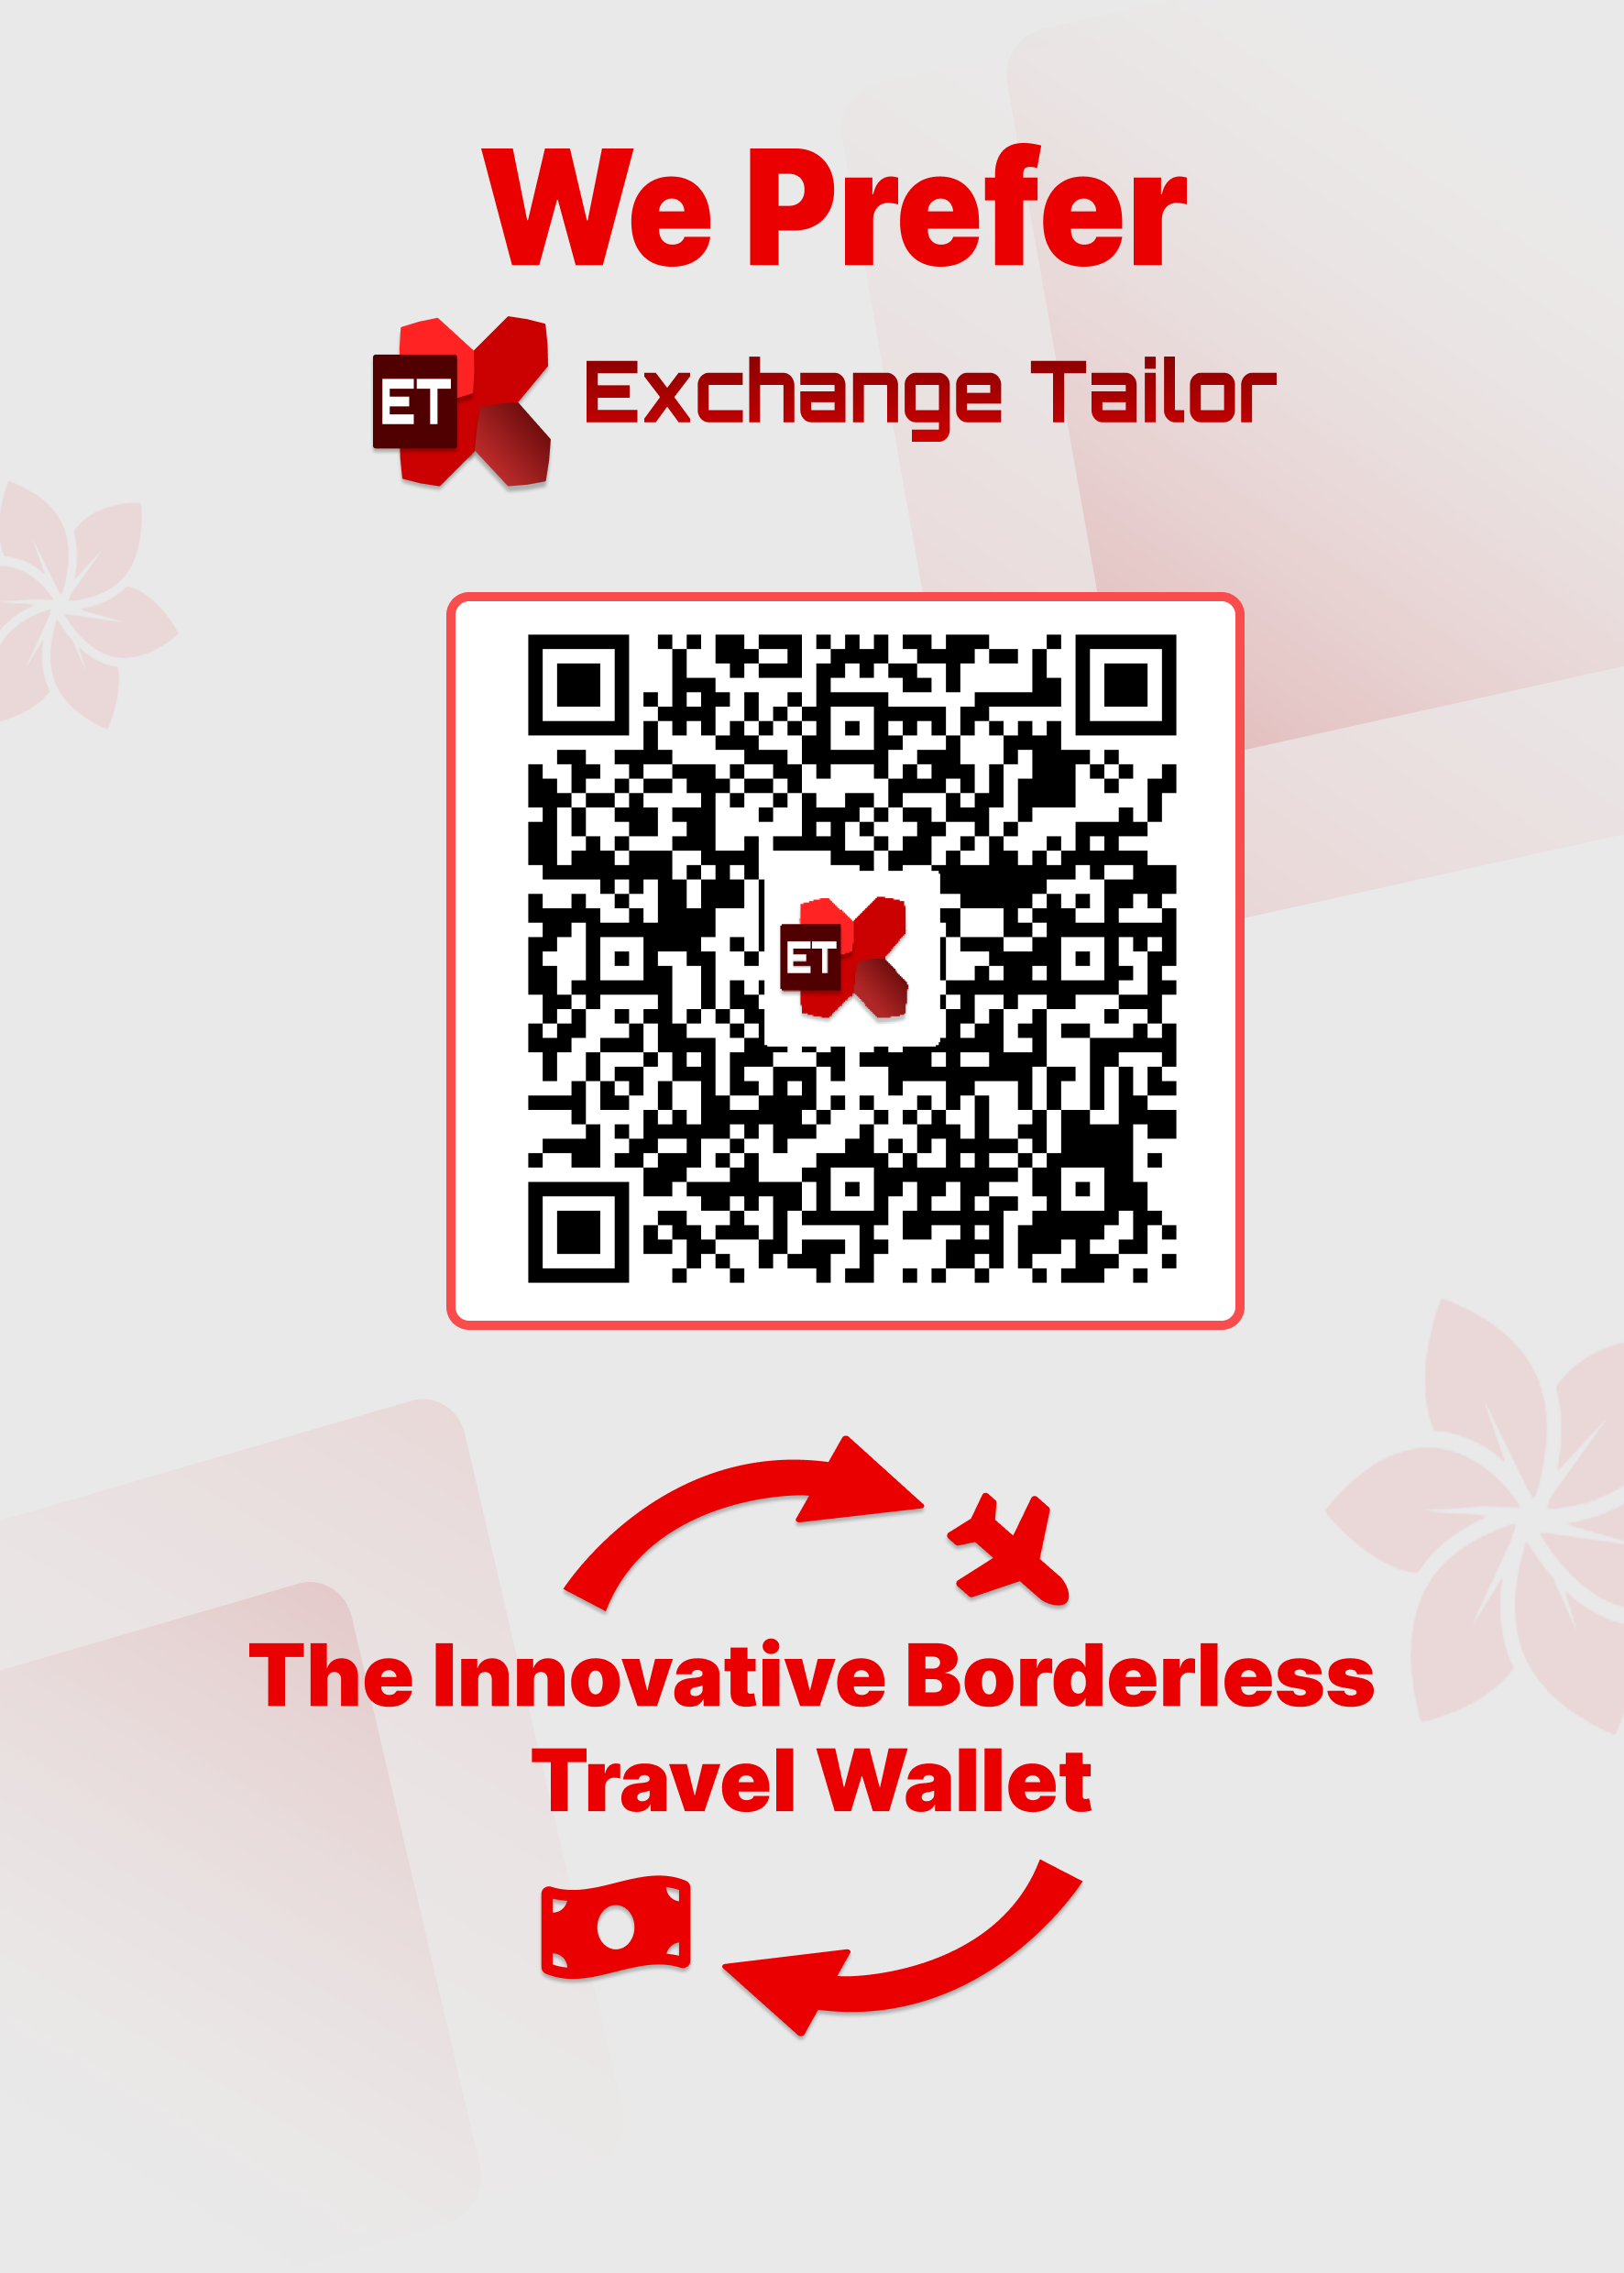 We Prefer
ET
Exchange Tailor
ET
The Innovative Borderless
Travel Wallet